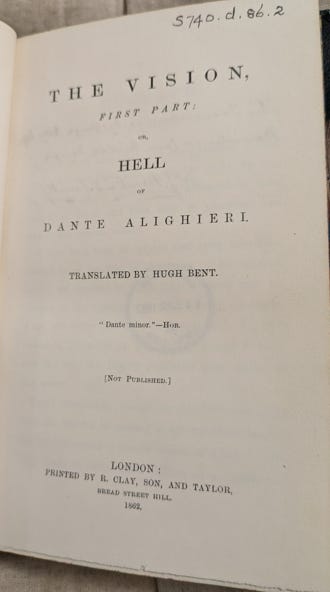 S740.d.86.2
THE VISION,
FIRST PART:
OR,
HELL
OF
DANTE ALIGHIERI.
TRANSLATED BY HUGH BENT.
“Dante minor.”—Hor.
[Not Published.]
LONDON:
PRINTED BY R. CLAY, SON, AND TAYLOR,
BREAD STREET HILL.
1862.